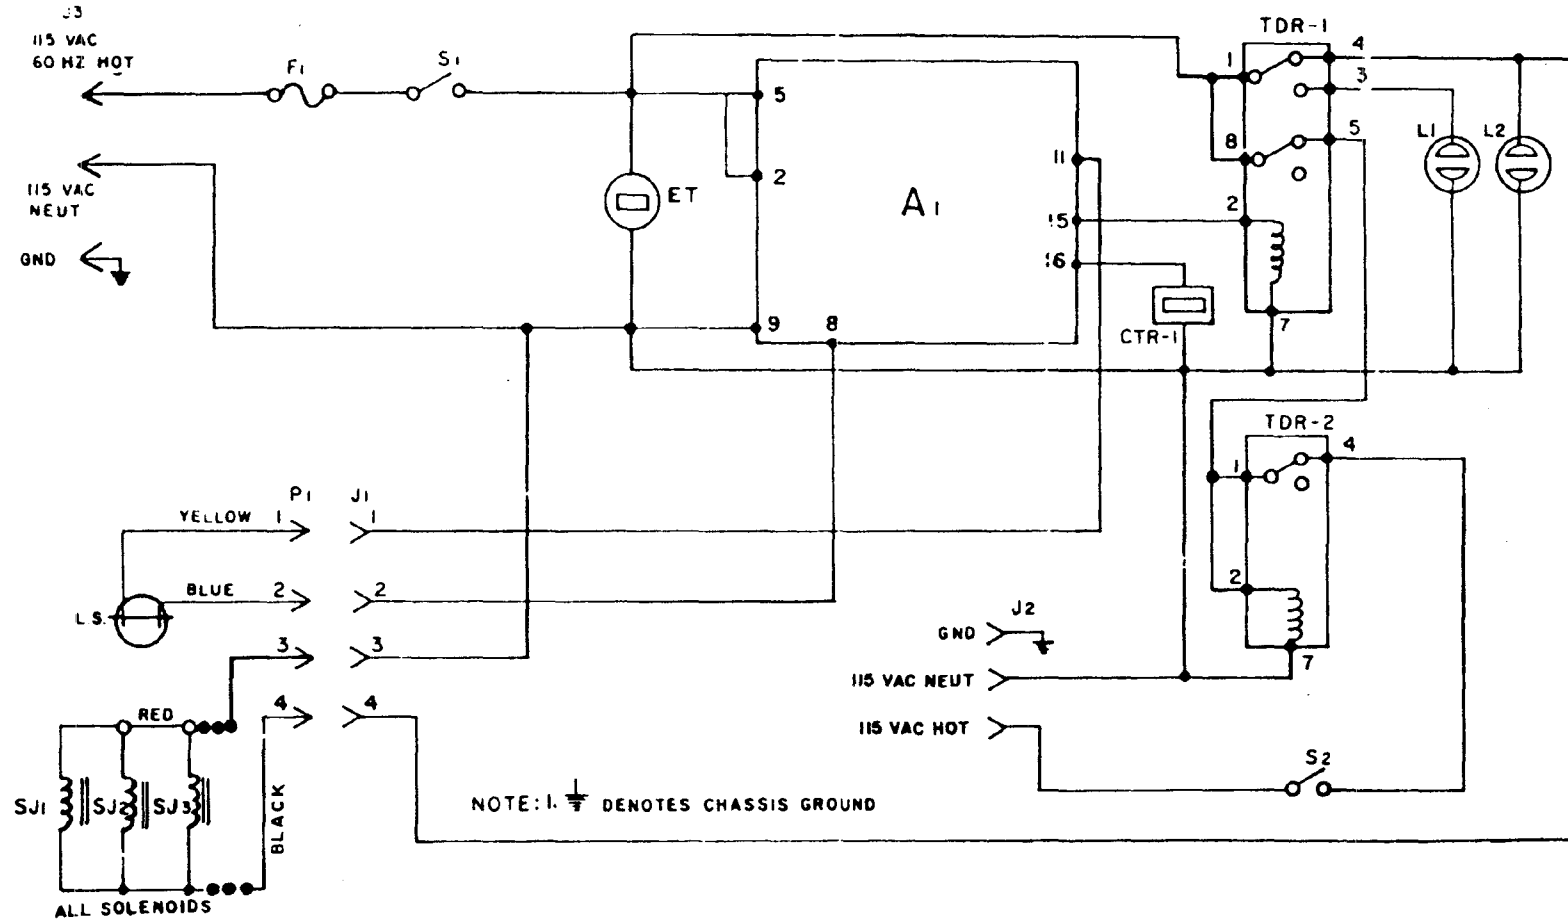 J3
115 VAC
60 HZ HOT
F1
S1
115 VAC
NEUT
GND
ET
5
2
9
8
A1
11
15
16
CTR-1
TDR-1
1
4
3
8
5
2
7
L1
L2
TDR-2
1
4
2
7
P1
J1
YELLOW
1
1
BLUE
2
2
L.S.
3
3
RED
4
4
SJ1
SJ2
SJ3
BLACK
ALL SOLENOIDS
J2
GND
115 VAC NEUT
115 VAC HOT
S2
NOTE: 1. DENOTES CHASSIS GROUND